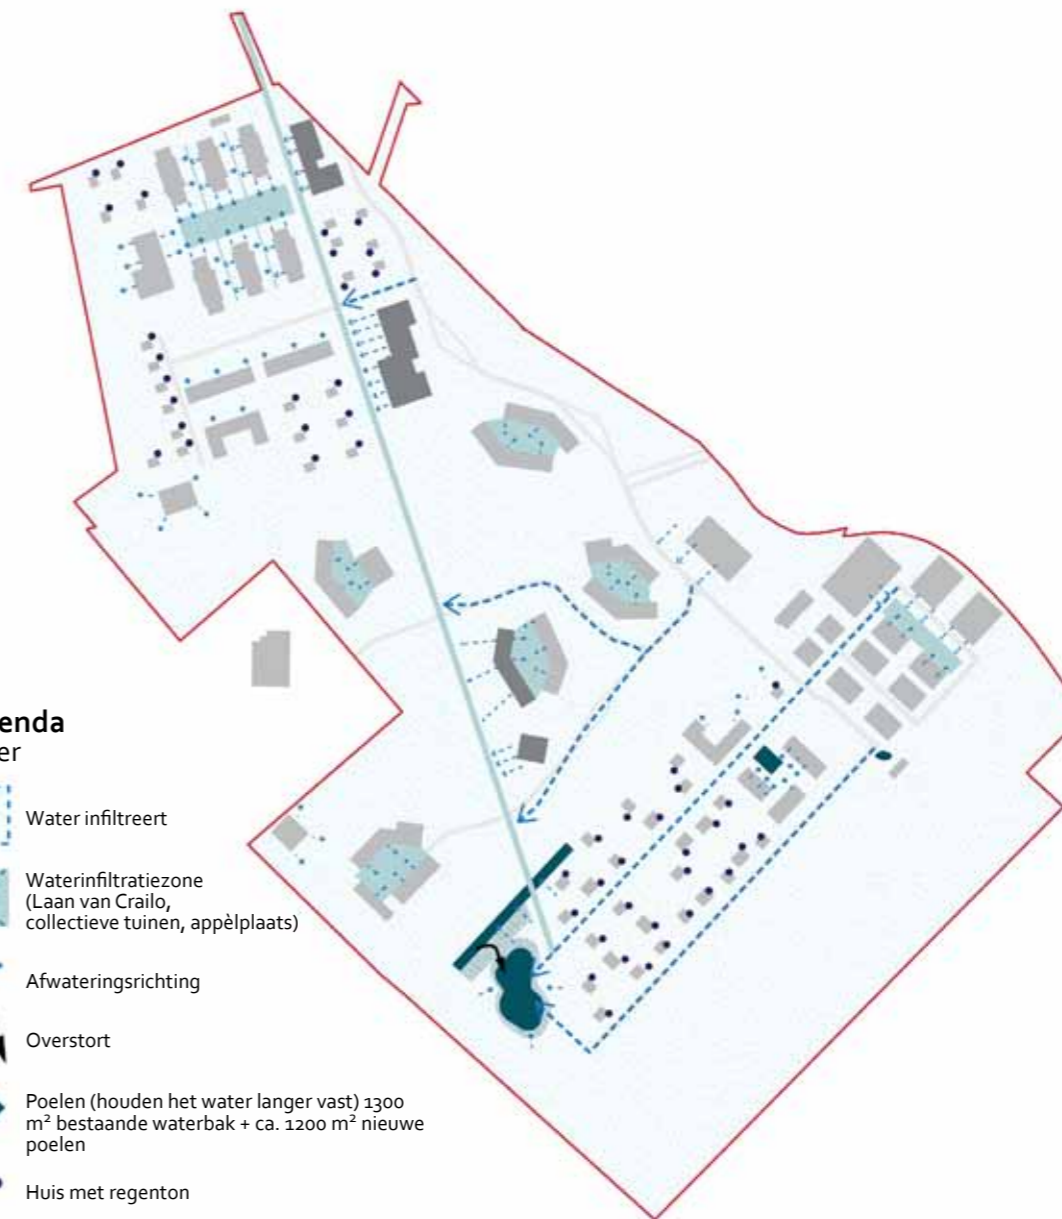 enda
er
Water infiltreert
Waterinfiltratiezone
(Laan van Crailo,
collectieve tuinen, appèlplaats)
Afwateringsrichting
Overstort
Poelen (houden het water langer vast) 1300
m² bestaande waterbak + ca. 1200 m² nieuwe
poelen
Huis met regenton